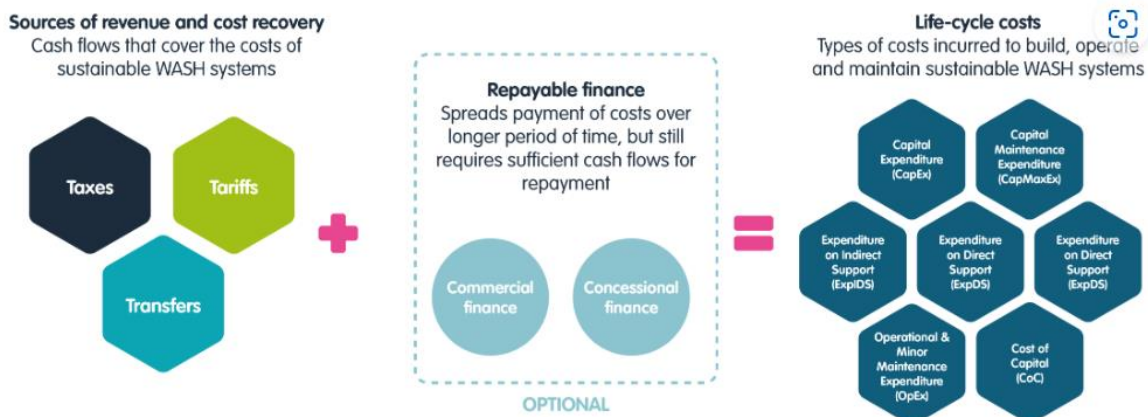 Sources of revenue and cost recovery
Cash flows that cover the costs of
sustainable WASH systems
Taxes
Tariffs
Transfers
Repayable finance
Spreads payment of costs over
longer period of time, but still
requires sufficient cash flows for
repayment
Commercial
finance
Concessional
finance
OPTIONAL
Life-cycle costs
Types of costs incurred to build, operate
and maintain sustainable WASH systems
Capital
Expenditure
(CapEx)
Capital
Maintenance
Expenditure
(CapMaxEx)
Expenditure
on Indirect
Support
(ExpIDS)
Expenditure
on Direct
Support
(ExpDS)
Expenditure
on Direct
Support
(ExpDS)
Operational &
Minor
Maintenance
Expenditure
(OpEx)
Cost of
Capital
(CoC)